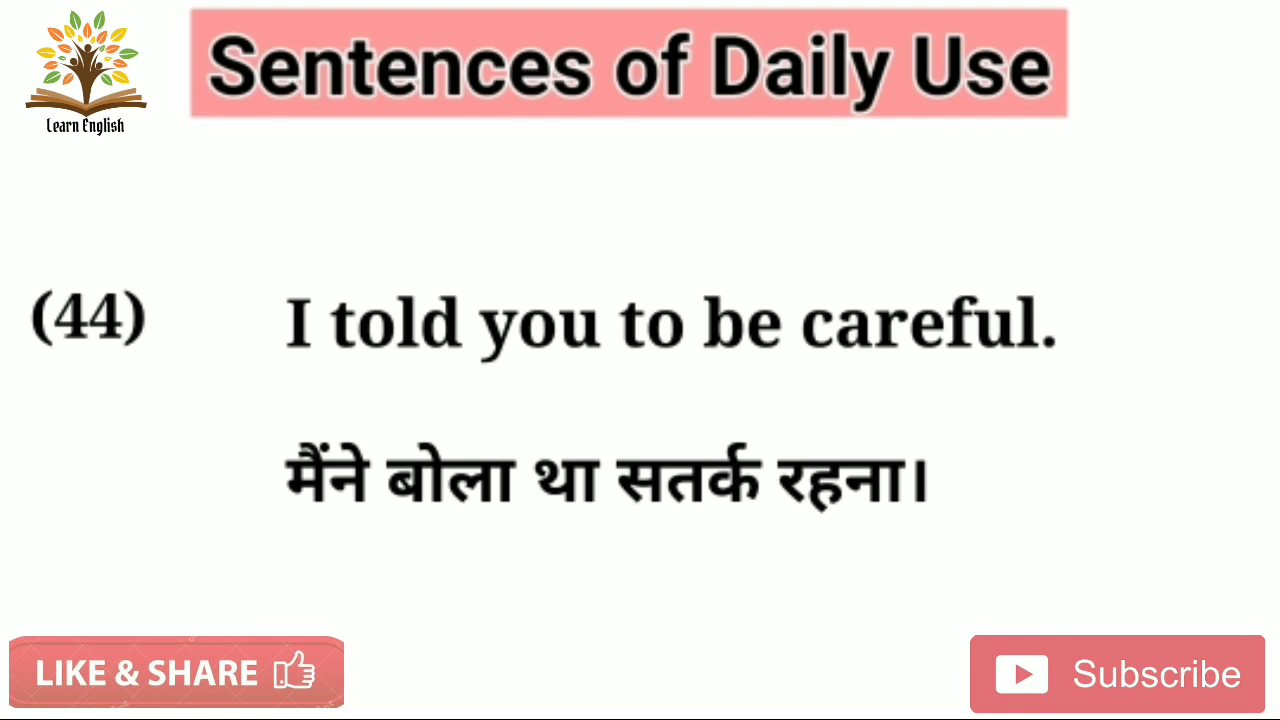 Learn English
Sentences of Daily Use
(44) I told you to be careful.
मैंने बोला था सतर्क रहना।
LIKE & SHARE
Subscribe